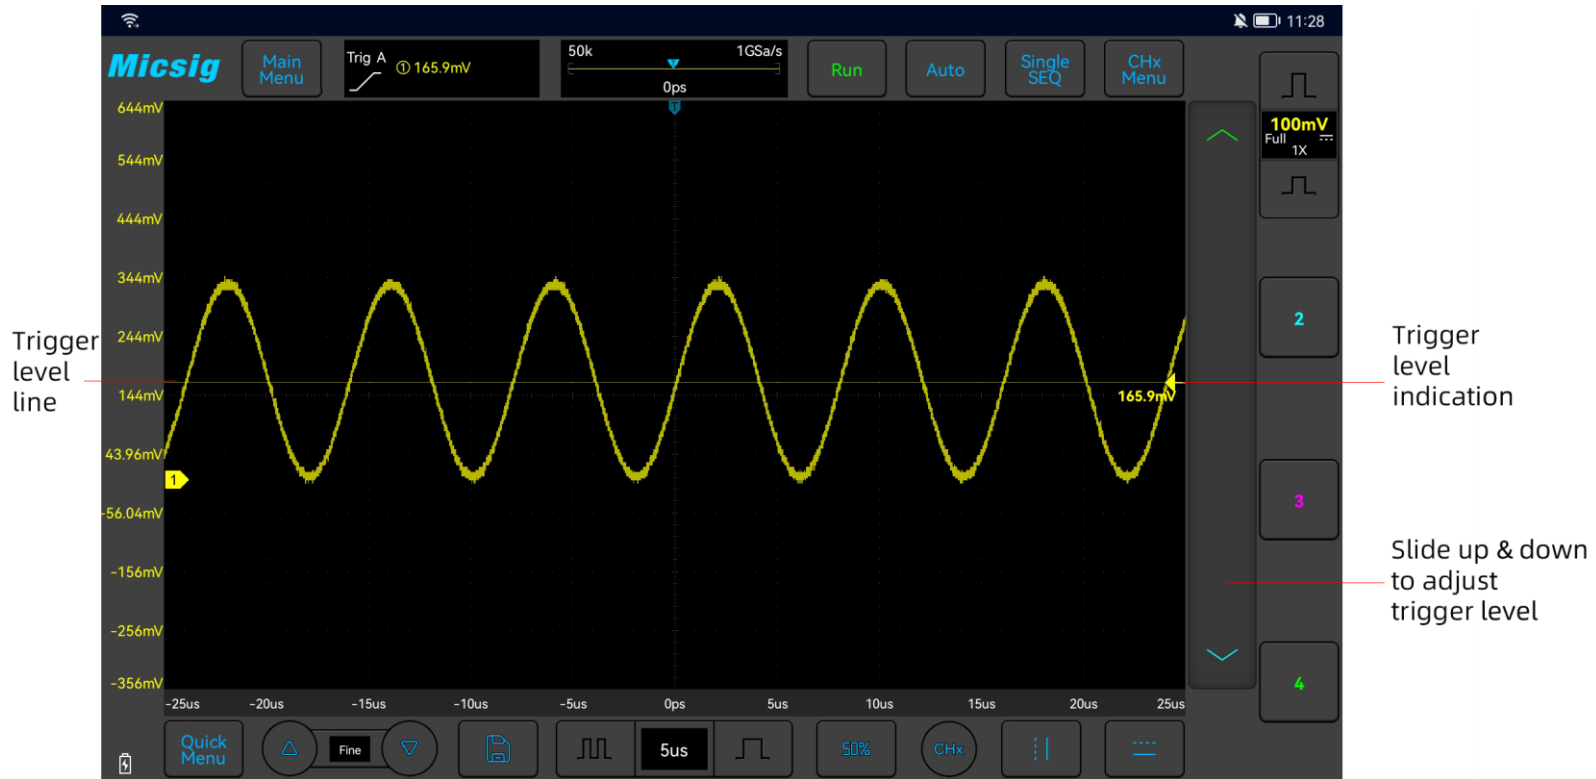 11:28
Micsig
Main
Menu
Trig A
① 165.9mV
50k
1GSa/s
0ps
Run
Auto
Single
SEQ
CHx
Menu
T
644mV
544mV
444mV
344mV
244mV
144mV
43.96mV
-56.04mV
-156mV
-256mV
-356mV
1
165.9mV
100mV
Full
1X
2
3
4
Trigger
level
line
Trigger
level
indication
Slide up & down
to adjust
trigger level
-25us
-20us
-15us
-10us
-5us
0ps
5us
10us
15us
20us
25us
Quick
Menu
Fine
5us
50%
CHx